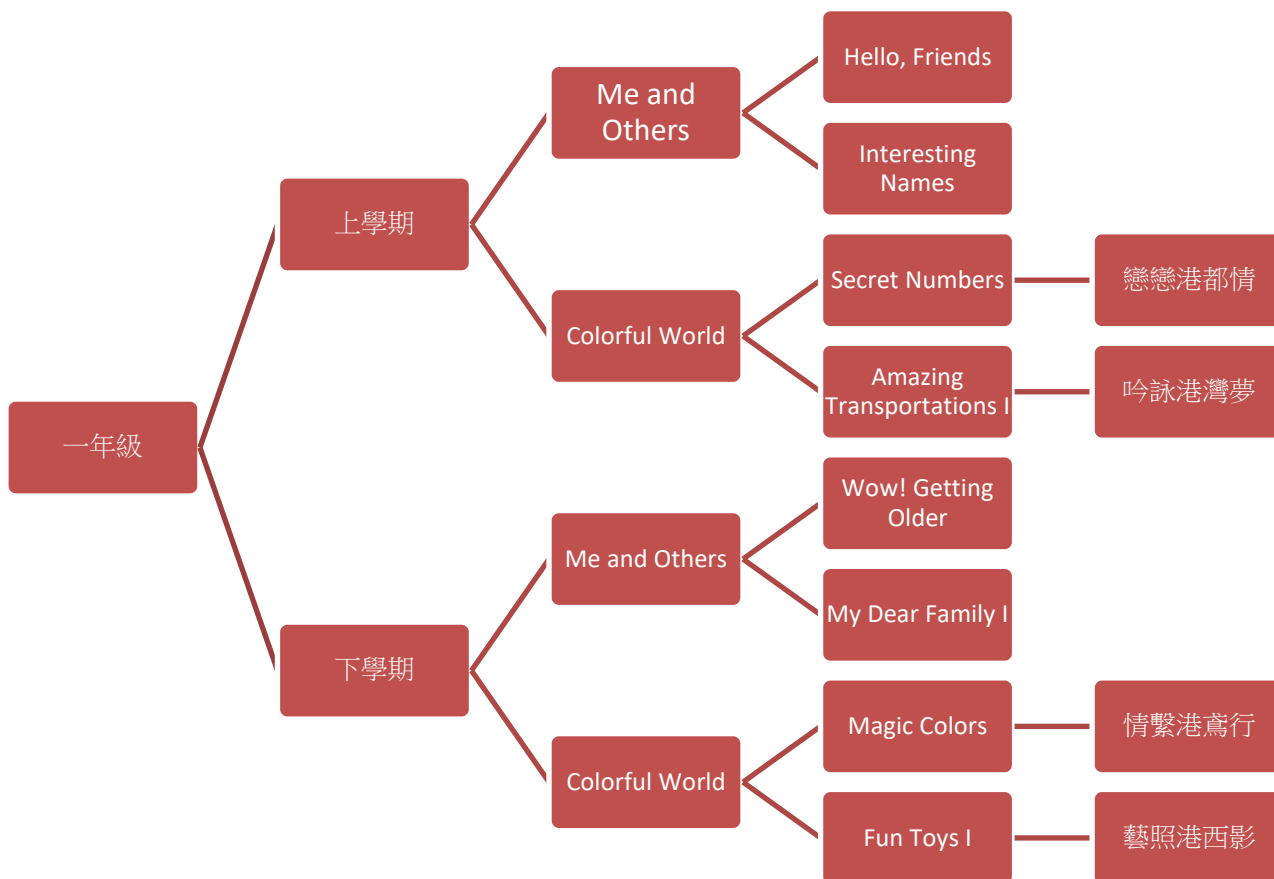 一年級
上學期
Me and
Others
Hello, Friends
Interesting
Names
Colorful World
Secret Numbers
戀戀港都情
Amazing
Transportations I
吟詠港灣夢
下學期
Me and Others
Wow! Getting
Older
My Dear Family I
Colorful World
Magic Colors
情繫港鳶行
Fun Toys I
藝照港西影